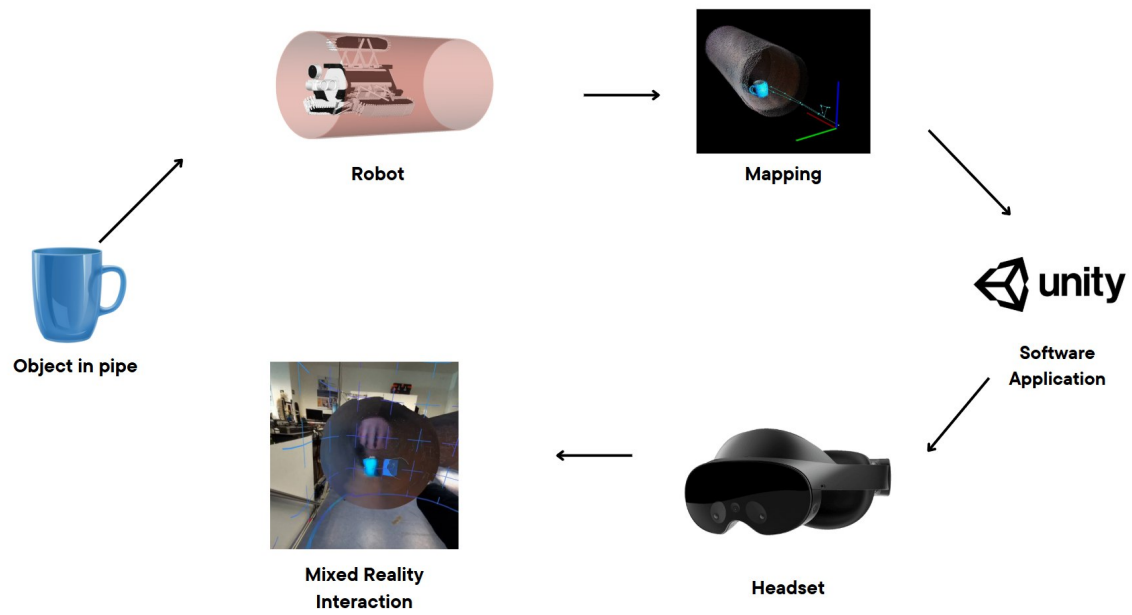 Robot
Mapping
Object in pipe
unity
Software
Application
Mixed Reality
Interaction
Headset